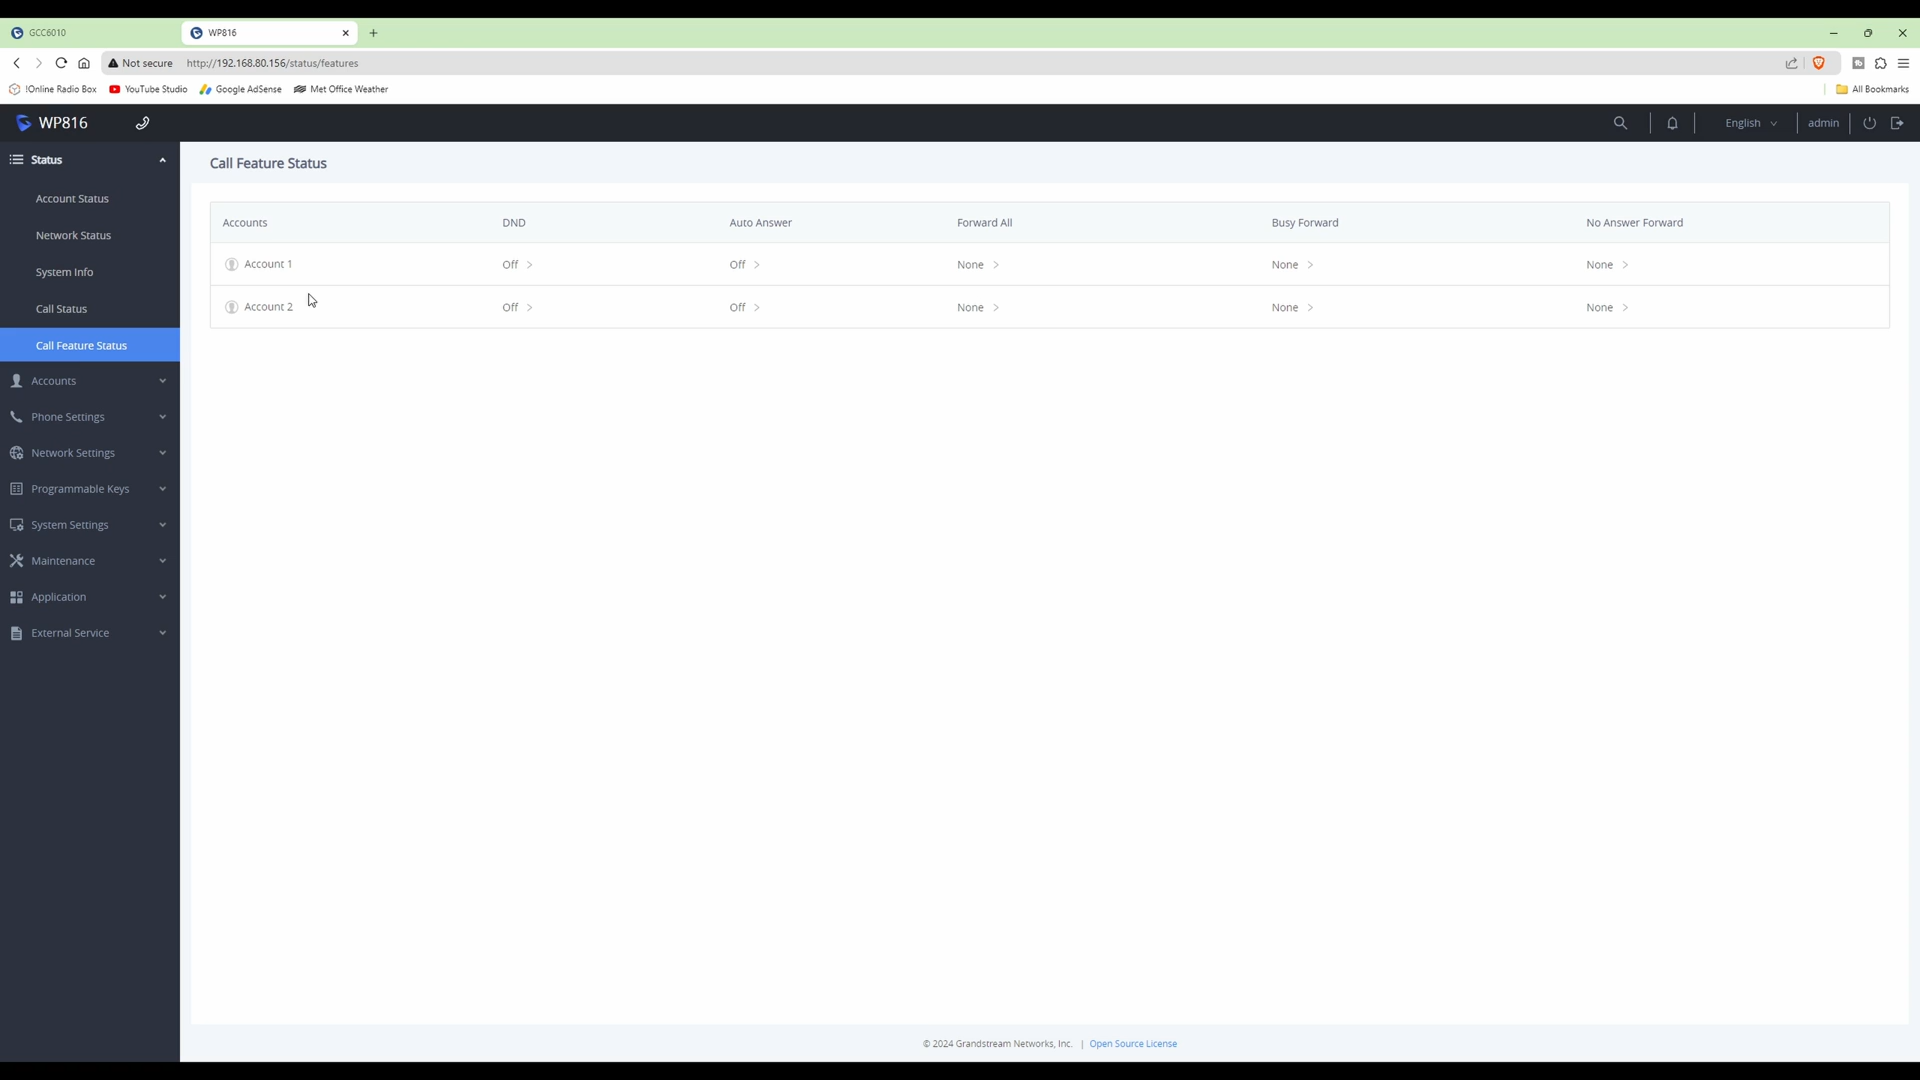 GCC6010
WP816
Not secure http://192.168.80.156/status/features
!Online Radio Box YouTube Studio Google AdSense Met Office Weather All Bookmarks
WP816 English admin
Status
Account Status
Network Status
System Info
Call Status
Call Feature Status
Accounts
Phone Settings
Network Settings
Programmable Keys
System Settings
Maintenance
Application
External Service
Call Feature Status
Accounts DND Auto Answer Forward All Busy Forward No Answer Forward
Account 1 Off > Off > None > None > None >
Account 2 Off > Off > None > None > None >
© 2024 Grandstream Networks, Inc. | Open Source License